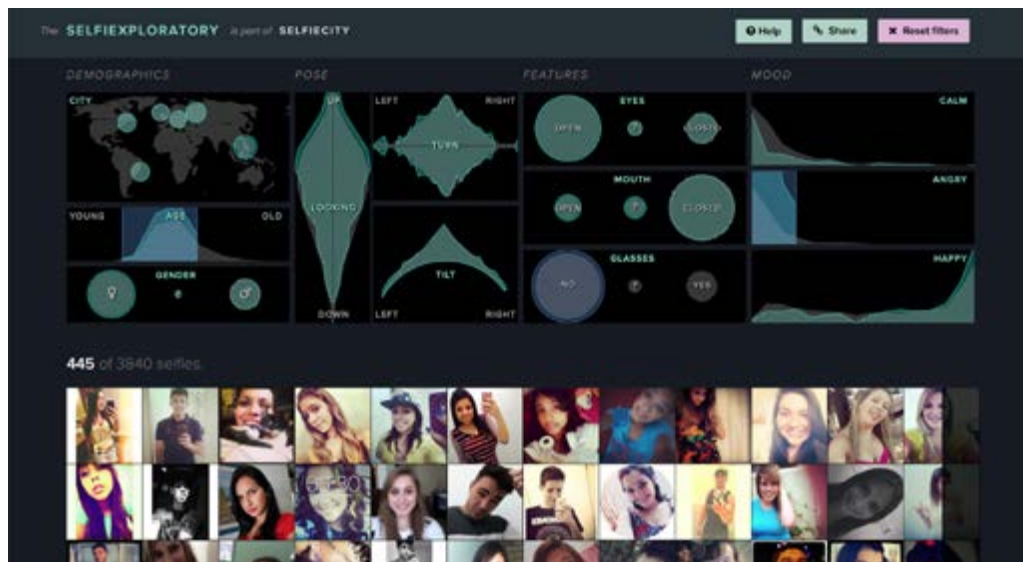 The SELFIEXPLORATORY is part of SELFIECITY
Help
Share
Reset filters
DEMOGRAPHICS
POSE
FEATURES
MOOD
CITY
YOUNG AGE OLD
GENDER
UP
LOOKING
DOWN
LEFT RIGHT
TURN
TILT
LEFT RIGHT
EYES
OPEN ? CLOSED
MOUTH
OPEN ? CLOSED
GLASSES
NO ? YES
CALM
ANGRY
HAPPY
445 of 3840 selfies.